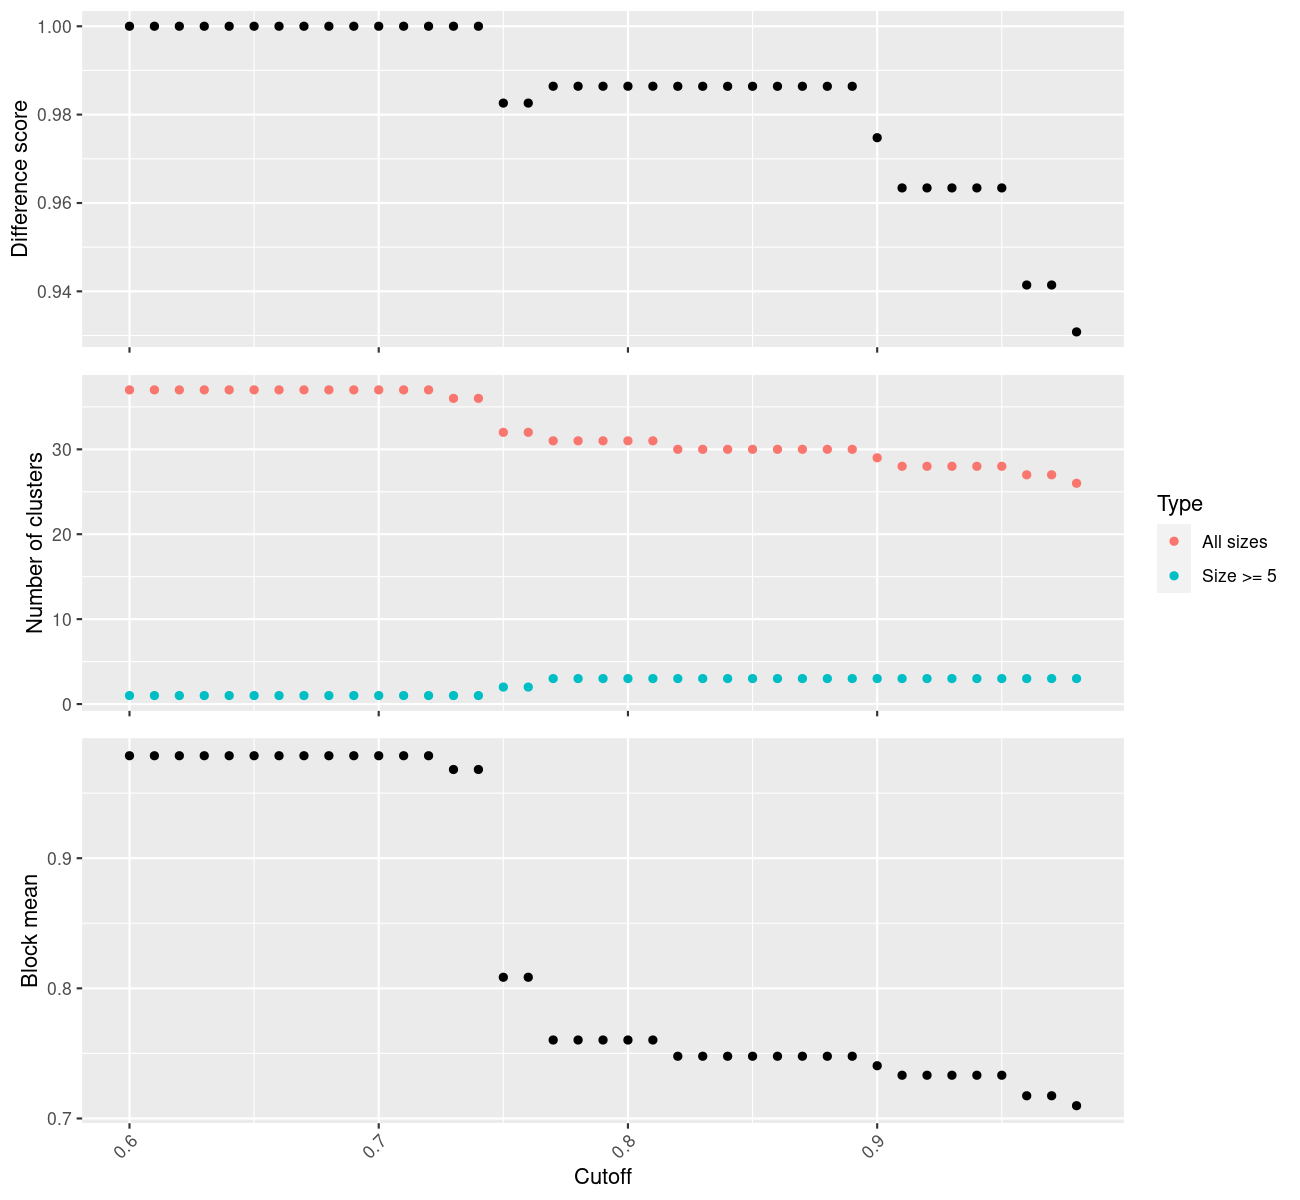 Difference score
1.00
0.98
0.96
0.94
Number of clusters
30
20
10
0
Type
All sizes
Size >= 5
Block mean
0.9
0.8
0.7
0.6
0.7
0.8
0.9
Cutoff